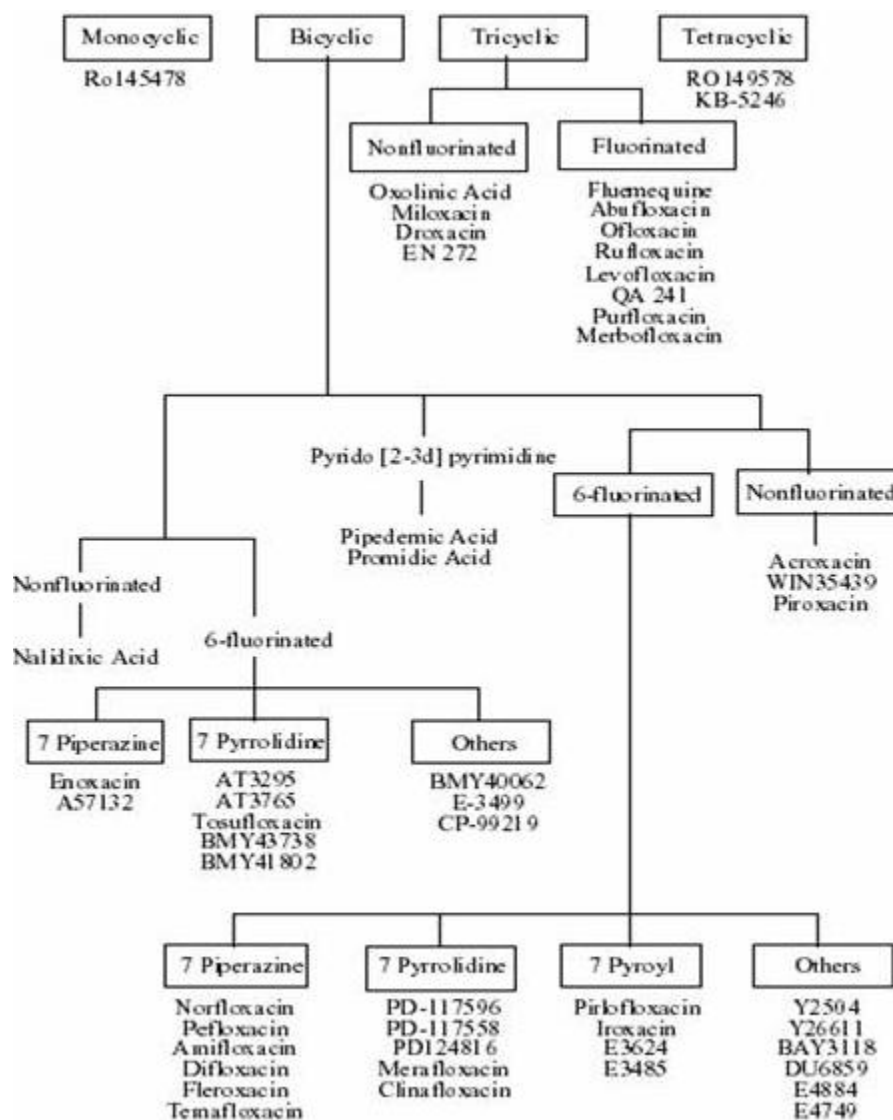 Monocyclic
Bicyclic
Tricyclic
Tetracyclic
Ro145478
RO149578
KB-5246
Nonfluorinated
Fluorinated
Oxolinic Acid
Miloxacin
Droxacin
EN 272
Fluemequine
Abufloxacin
Ofloxacin
Rufloxacin
Levofloxacin
QA 241
Purfloxacin
Merbofloxacin
Pyrido [2-3d] pyrimidine
6-fluorinated
Nonfluorinated
Pipedemic Acid
Promidic Acid
Acroxacin
WIN35439
Piroxacin
Nonfluorinated
6-fluorinated
Nalidixic Acid
7 Piperazine
7 Pyrrolidine
Others
Enoxacin
A57132
AT3295
AT3765
Tosufloxacin
BMY43738
BMY41802
BMY40062
E-3499
CP-99219
7 Piperazine
7 Pyrrolidine
7 Pyroyl
Others
Norfloxacin
Pefloxacin
Amifloxacin
Difloxacin
Fleroxacin
Temafloxacin
PD-117596
PD-117558
PD124816
Merafloxacin
Clinafloxacin
Pirlofloxacin
Iroxacin
E3624
E3485
Y2504
Y26611
BAY3118
DU6859
E4884
E4749